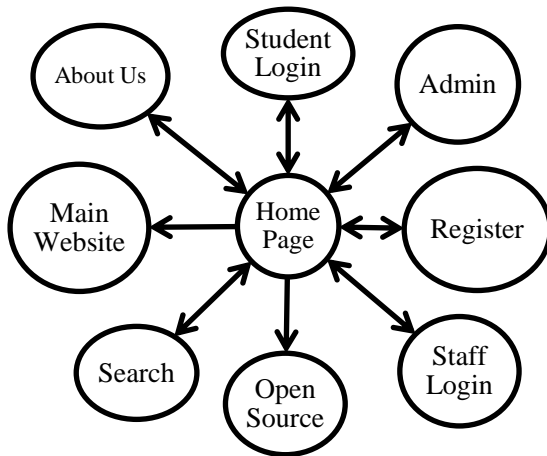 Student
Login
About Us
Admin
Main
Website
Home
Page
Register
Search
Open
Source
Staff
Login